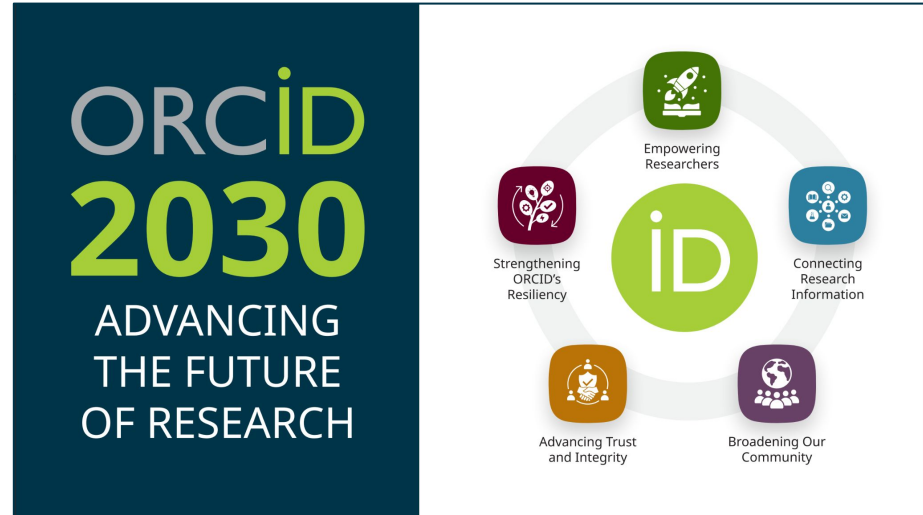 ORCiD
2030
ADVANCING
THE FUTURE
OF RESEARCH
Empowering
Researchers
Connecting
Research
Information
Broadening Our
Community
Advancing Trust
and Integrity
Strengthening
ORCID's
Resiliency
iD